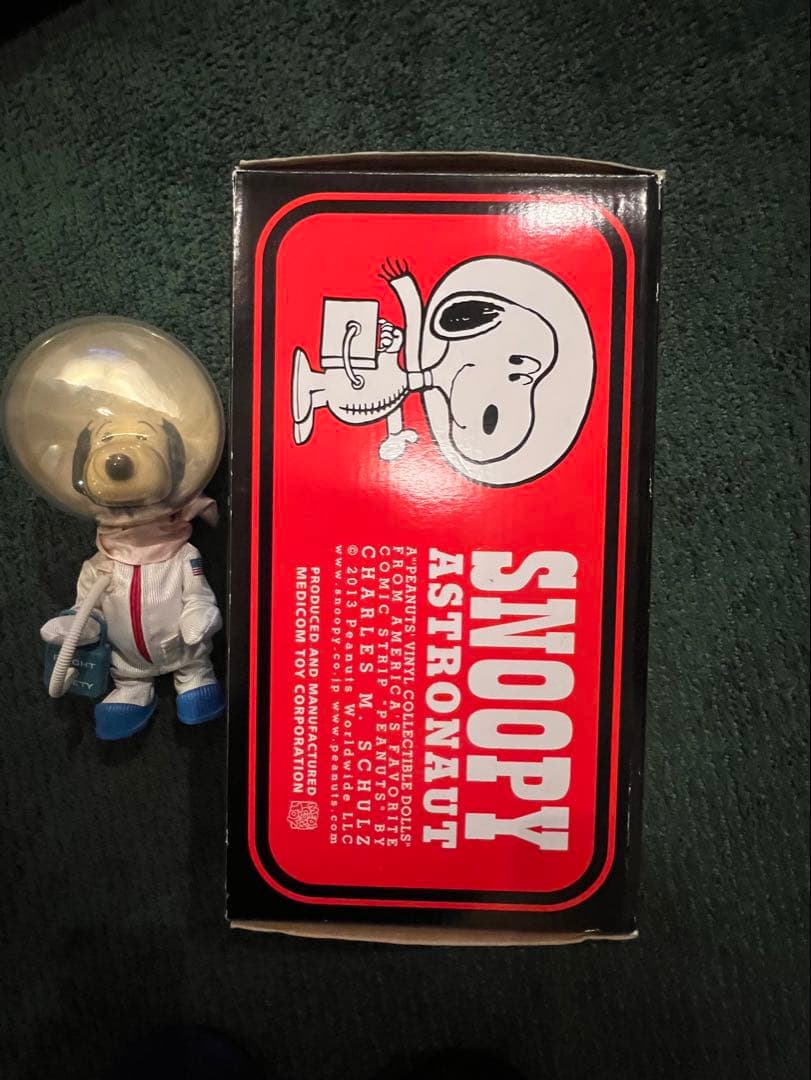 SNOOPY
ASTRONAUT
A "PEANUTS' VINYL COLLECTIBLE DOLLS"
FROM AMERICA'S FAVORITE
COMIC STRIP "PEANUTS" BY
CHARLES M. SCHULZ
© 2013 Peanuts Worldwide LLC
www.snoopy.co.jp www.peanuts.com
PRODUCED AND MANUFACTURED
MEDICOM TOY CORPORATION